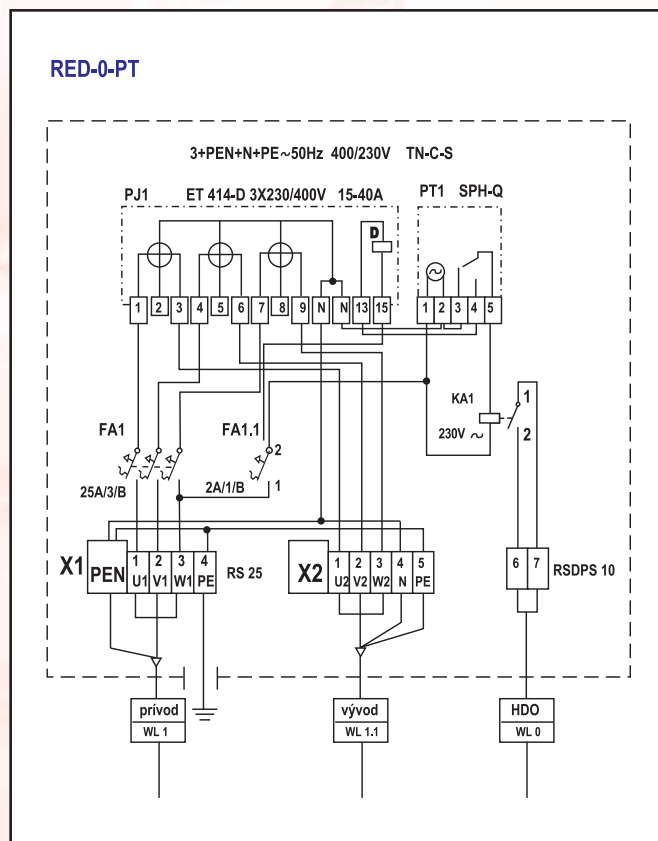 RED-0-PT
3+PEN+N+PE~50Hz 400/230V TN-C-S
PJ1 ET 414-D 3X230/400V 15-40A PT1 SPH-Q
D
1 2 3 4 5 6 7 8 9 N N 13 15 1 2 3 4 5
KA1 1
230V ~ 2
FA1 FA1.1 2
25A/3/B 2A/1/B 1
X1 PEN 1 2 3 4
U1 V1 W1 PE RS 25
X2 1 2 3 4 5
U2 V2 W2 N PE
6 7 RSDPS 10
prívod vývod HDO
WL 1 WL 1.1 WL 0